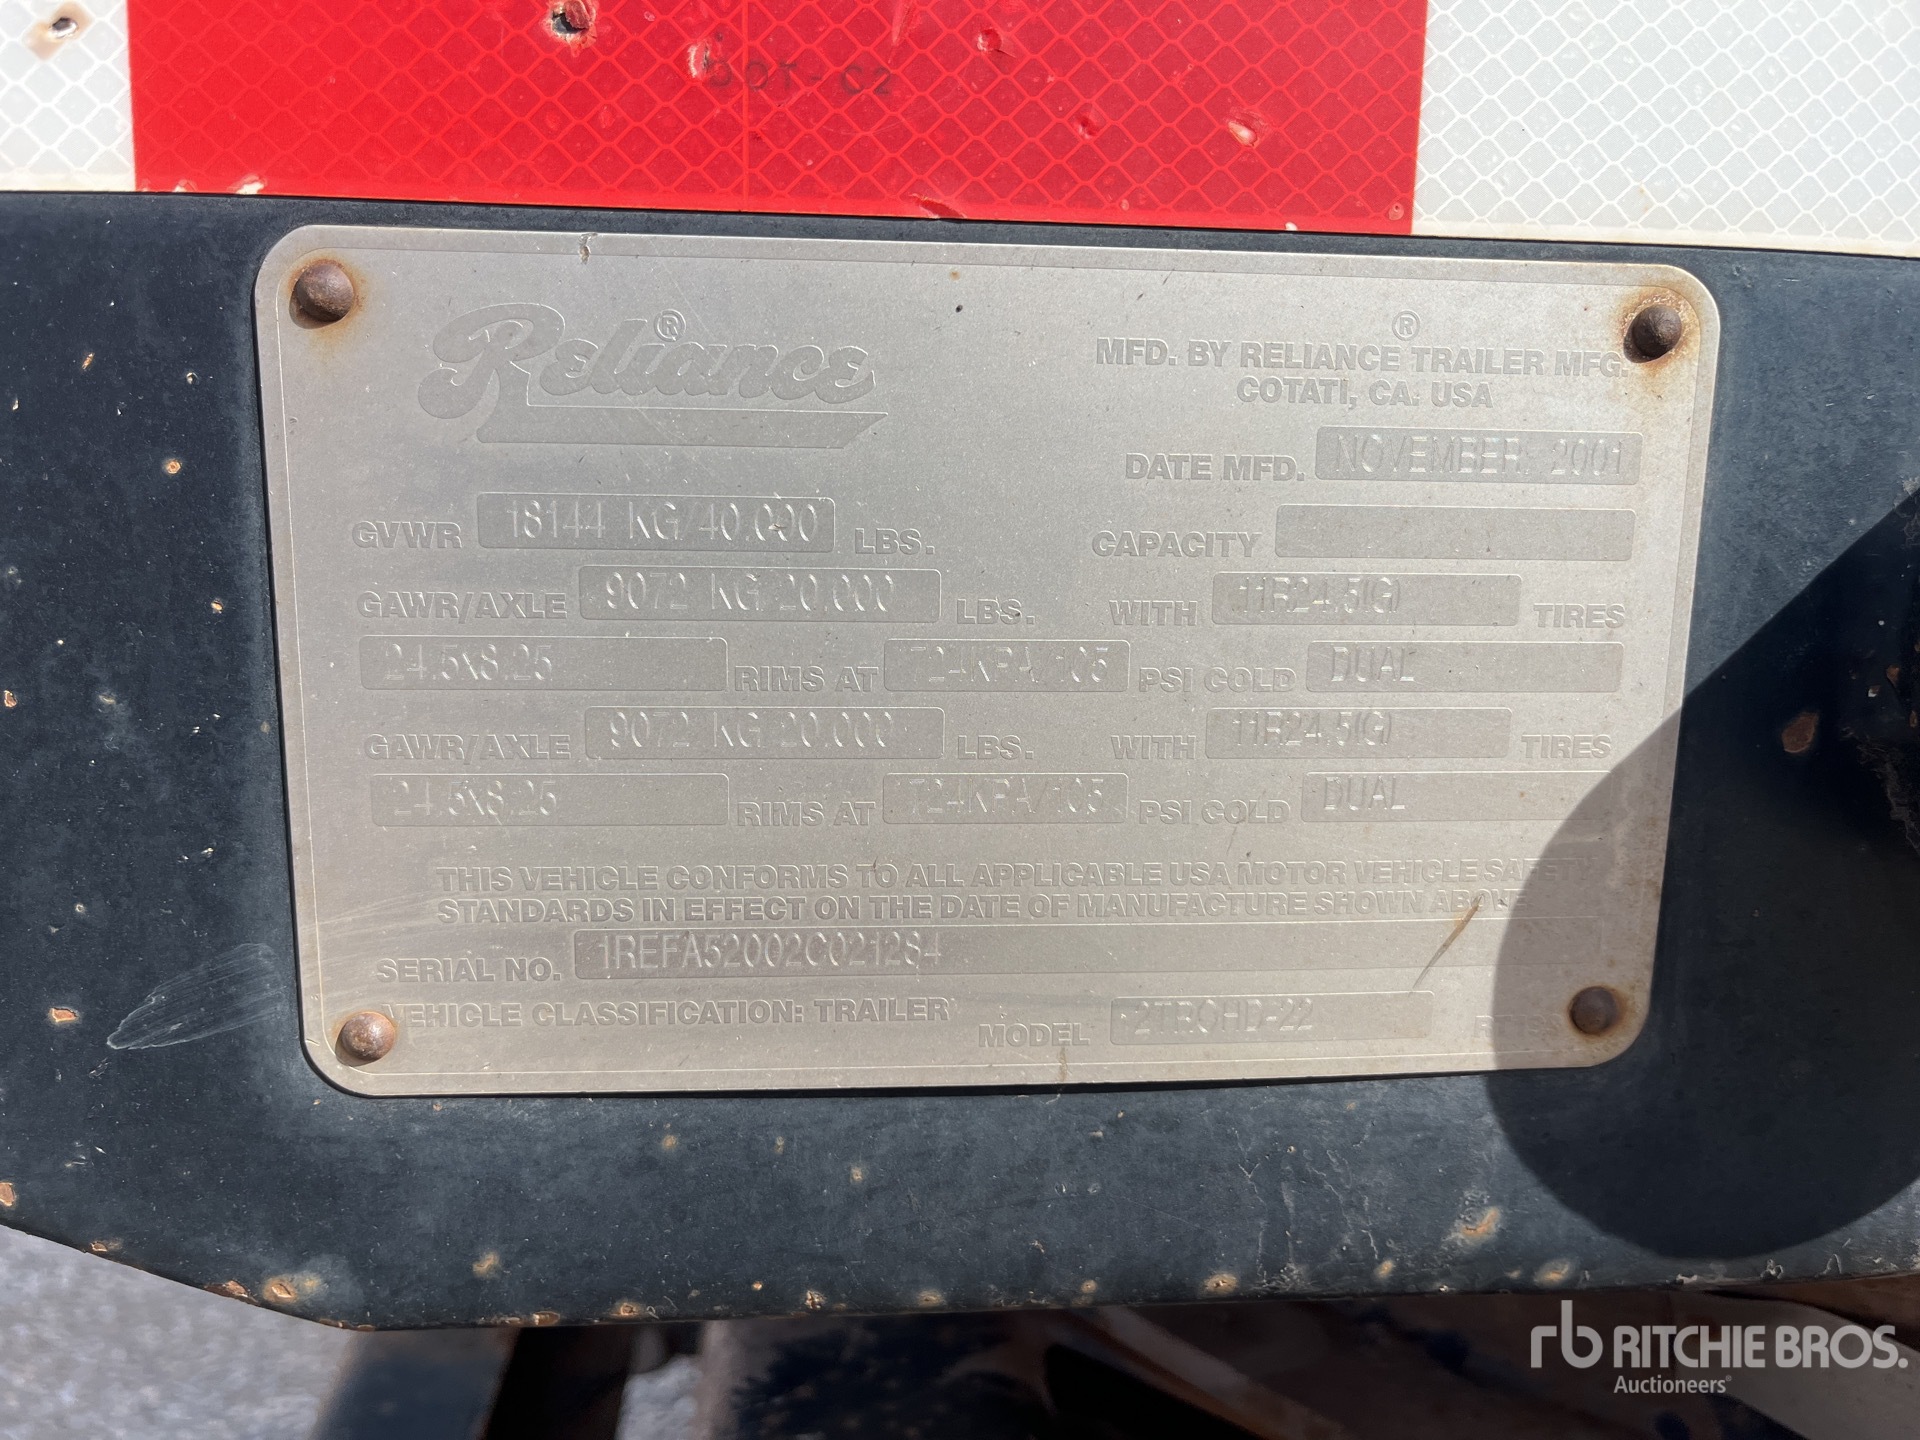 DOT-C2
Reliance®
®
MFD. BY RELIANCE TRAILER MFG.
COTATI, CA. USA
DATE MFD. NOVEMBER 2001
GVWR 18144 KG/40.000 LBS. CAPACITY
GAWR/AXLE 9072 KG 20.000 LBS. WITH 11R24.5(G) TIRES
24.5X8.25 RIMS AT 724KPA/105 PSI COLD DUAL
GAWR/AXLE 9072 KG 20.000 LBS. WITH 11R24.5(G) TIRES
24.5X8.25 RIMS AT 724KPA/105 PSI COLD DUAL
THIS VEHICLE CONFORMS TO ALL APPLICABLE USA MOTOR VEHICLE SAFETY
STANDARDS IN EFFECT ON THE DATE OF MANUFACTURE SHOWN ABOVE.
SERIAL NO. 1REFA52002C021284
VEHICLE CLASSIFICATION: TRAILER MODEL
rb RITCHIE BROS.
Auctioneers